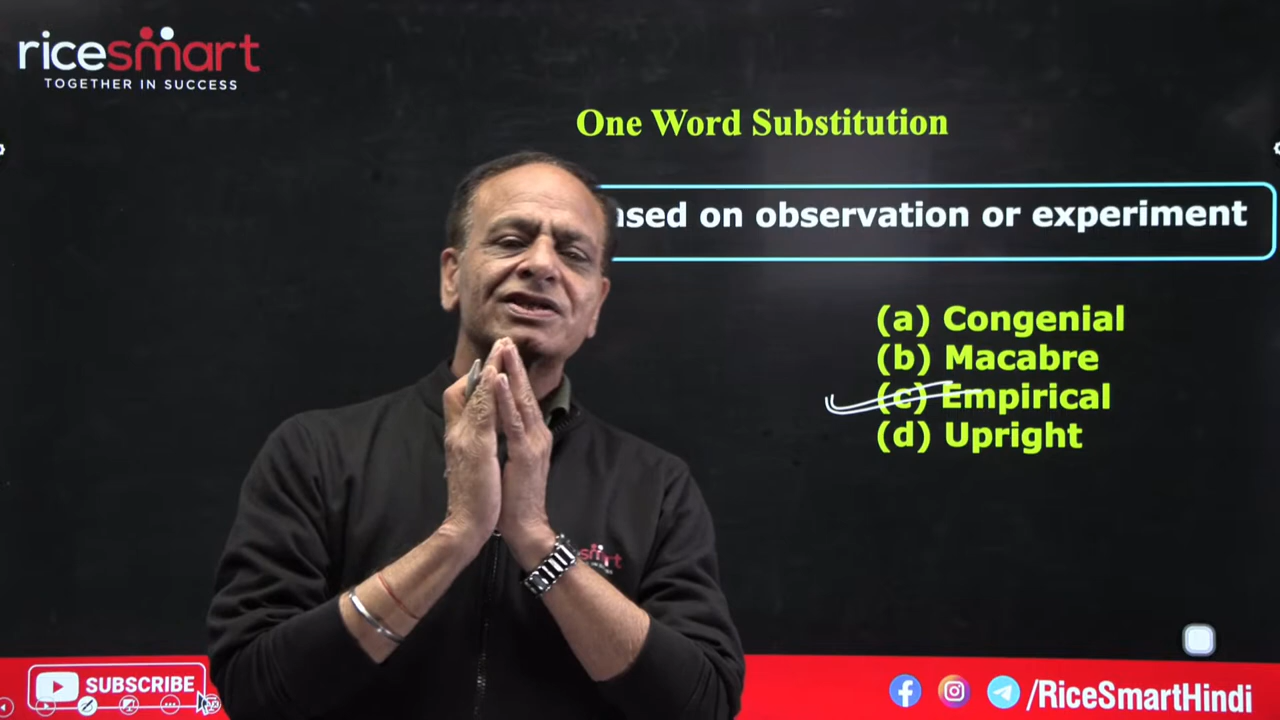 ricesmart
TOGETHER IN SUCCESS
One Word Substitution
ased on observation or experiment
(a) Congenial
(b) Macabre
(c) Empirical
(d) Upright
SUBSCRIBE
/RiceSmartHindi